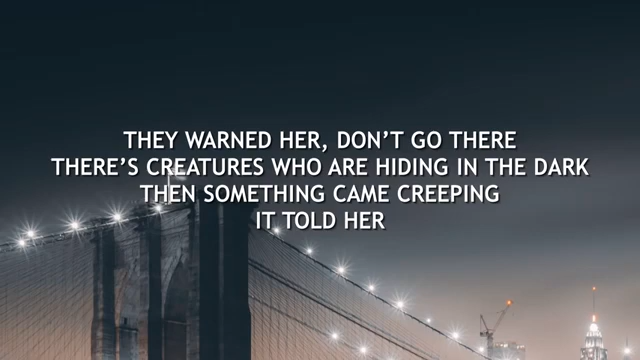 THEY WARNED HER, DON'T GO THERE
THERE'S CREATURES WHO ARE HIDING IN THE DARK
THEN SOMETHING CAME CREEPING
IT TOLD HER